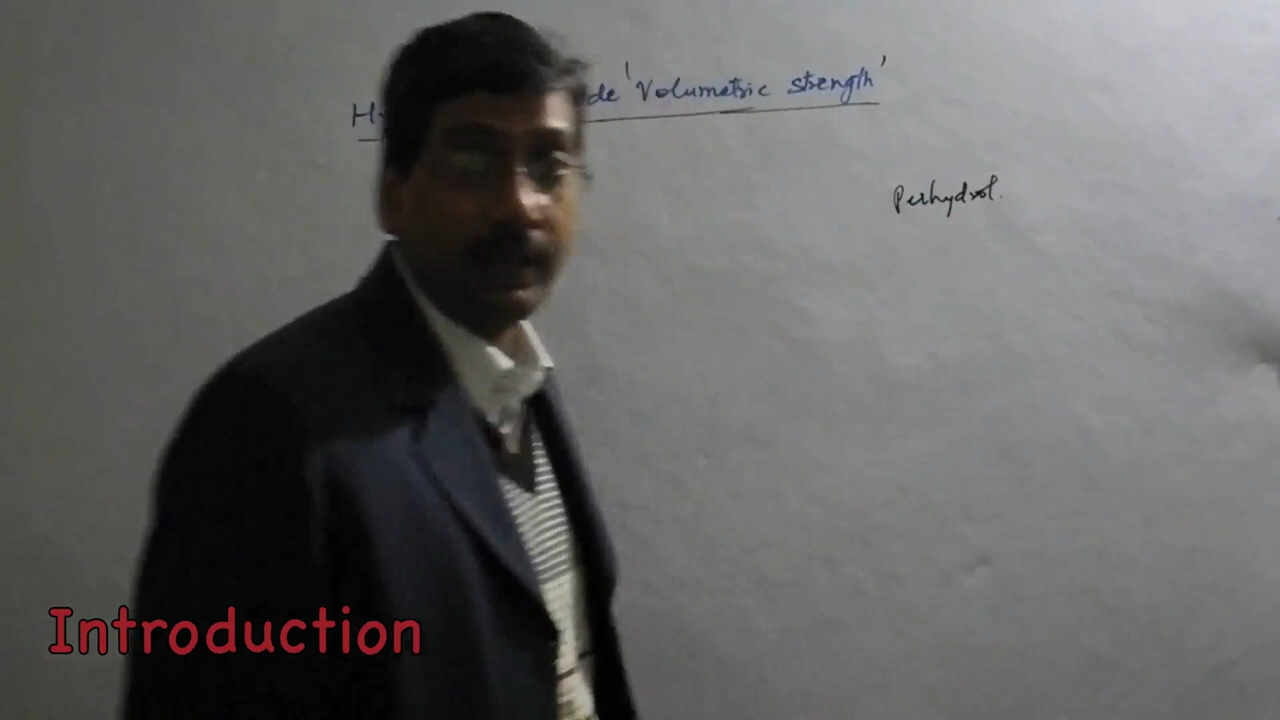 H de 'Volumetric strength'
Perhydrol.
Introduction